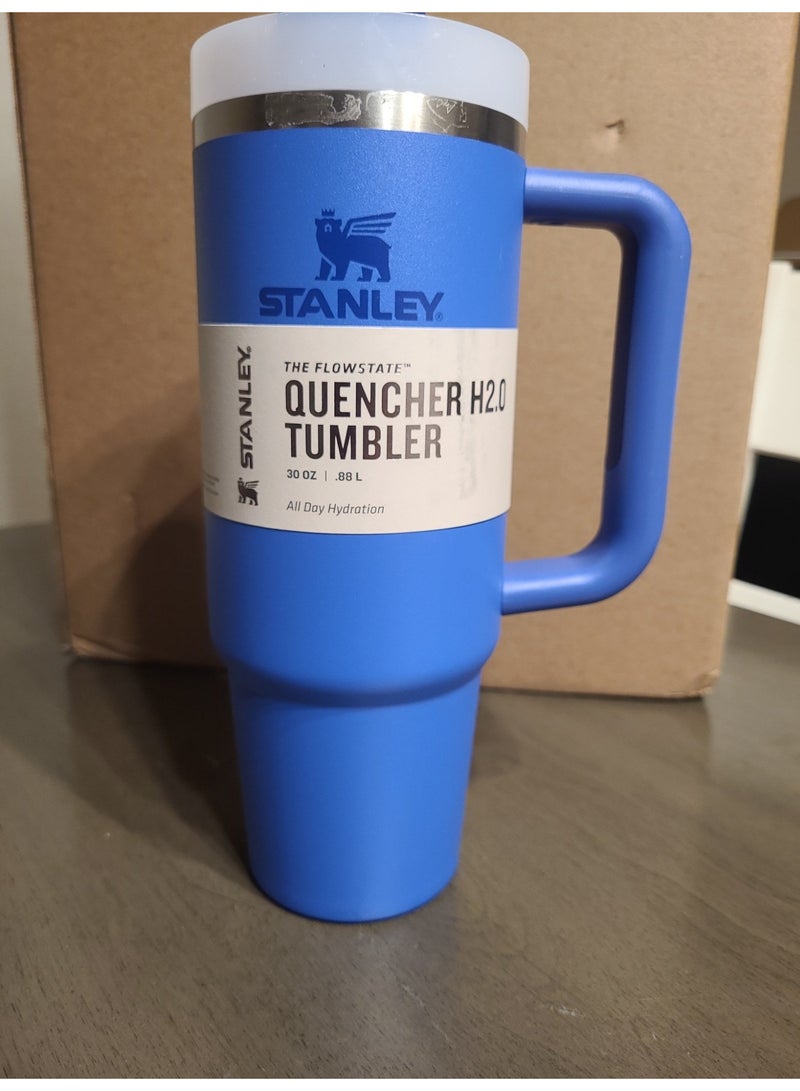 STANLEY®
STANLEY®
THE FLOWSTATE™
QUENCHER H2.0
TUMBLER
30 OZ | .88 L
All Day Hydration